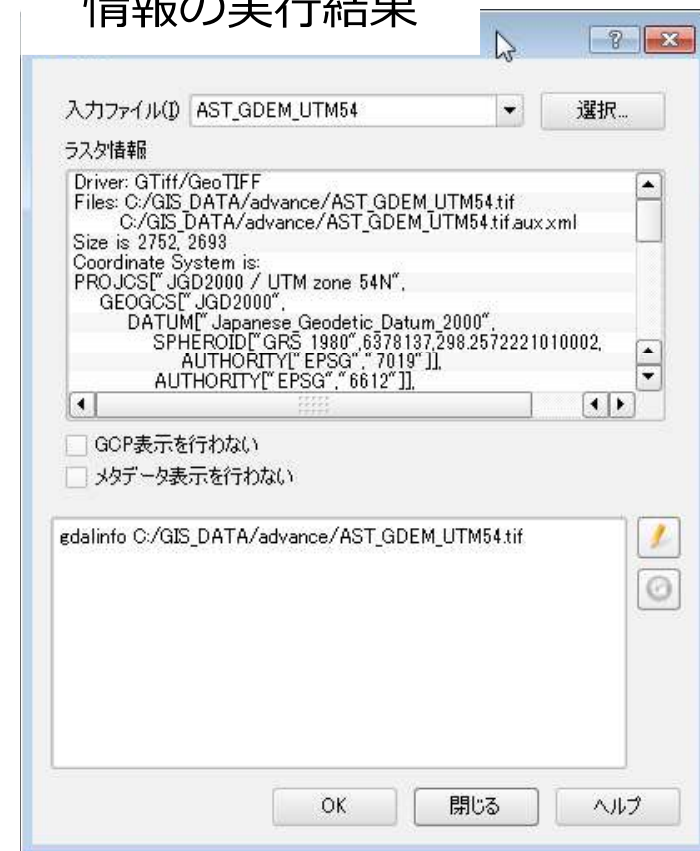 情報の実行結果
入力ファイル(I) AST_GDEM_UTM54 選択...
ラスタ情報
Driver: GTiff/GeoTIFF
Files: C:/GIS_DATA/advance/AST_GDEM_UTM54.tif
C:/GIS_DATA/advance/AST_GDEM_UTM54.tif.aux.xml
Size is 2752, 2693
Coordinate System is:
PROJCS["JGD2000 / UTM zone 54N",
GEOGCS["JGD2000",
DATUM["Japanese_Geodetic_Datum_2000",
SPHEROID["GRS 1980",6378137,298.2572221010002,
AUTHORITY["EPSG","7019"]],
AUTHORITY["EPSG","6612"]],
GCP表示を行わない
メタデータ表示を行わない
gdalinfo C:/GIS_DATA/advance/AST_GDEM_UTM54.tif
OK 閉じる ヘルプ